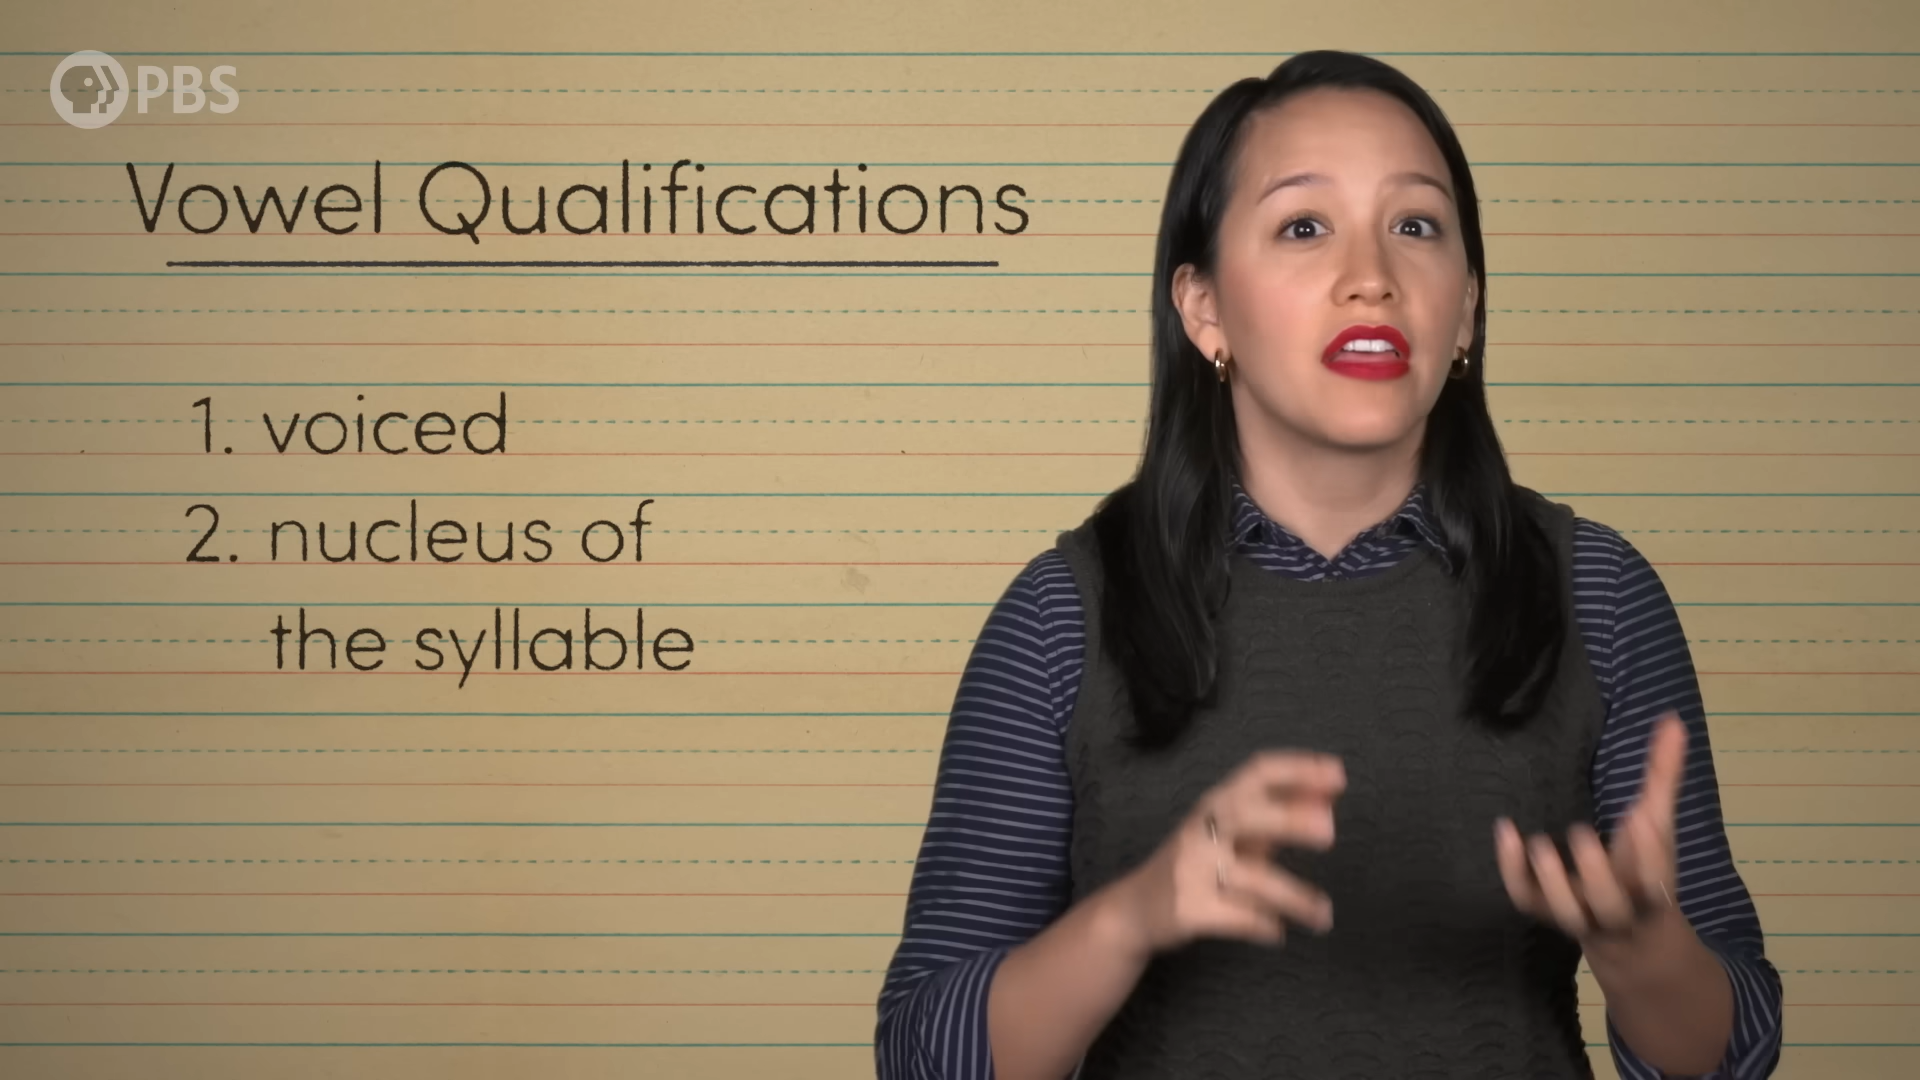 PBS
Vowel Qualifications
1. voiced
2. nucleus of
the syllable